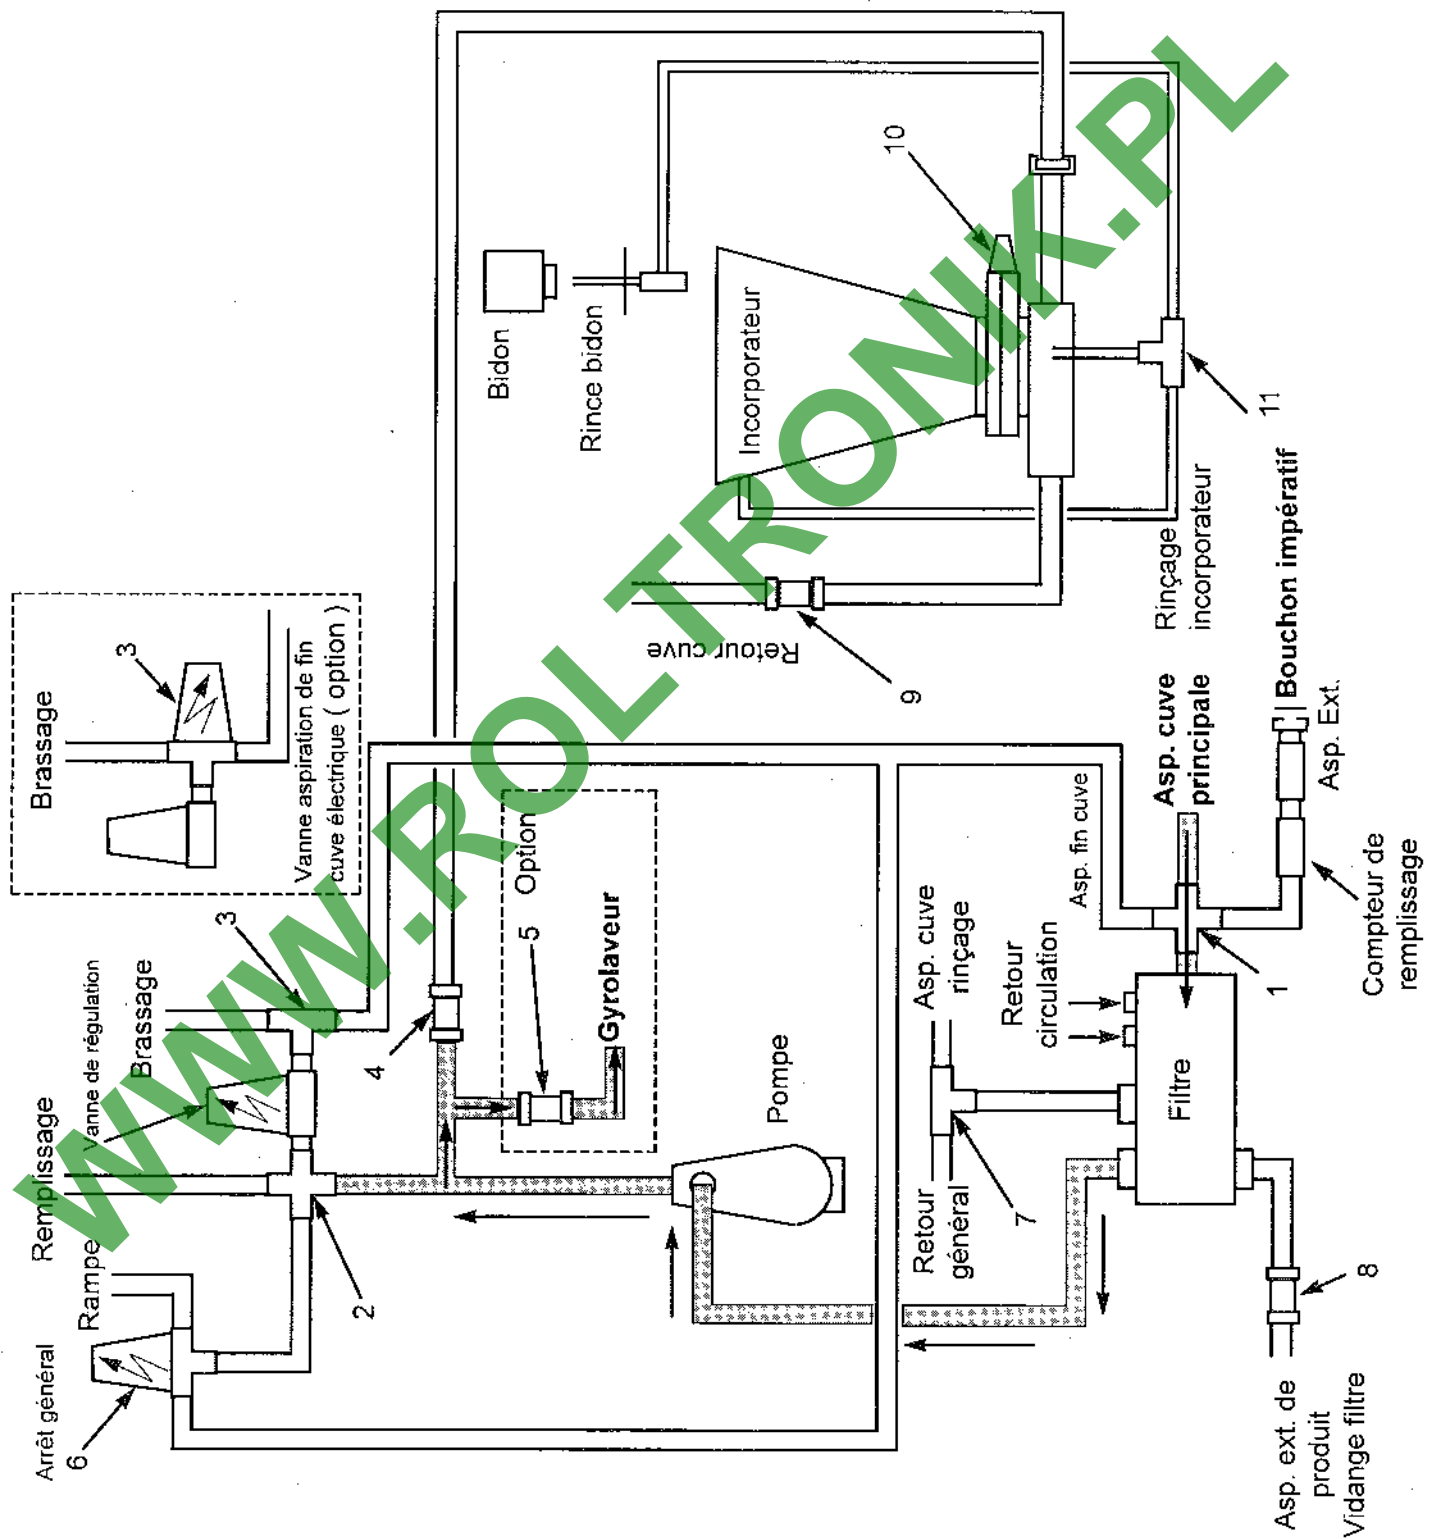 Arrêt général
6
Rampe
Remplissage
Vanne de régulation
Brassage
3
2
Brassage
3
Vanne aspiration de fin
cuve électrique ( option )
4
5
Option
Gyrolaveur
Pompe
Bidon
Rince bidon
Incorporateur
10
11
Rinçage
incorporateur
Retour cuve
9
Retour
général
7
Asp. cuve
rinçage
Retour
circulation
Filtre
Asp. fin cuve
Asp. cuve
principale
1
Bouchon impératif
Asp. Ext.
Compteur de
remplissage
8
Asp. ext. de
produit
Vidange filtre
WWW.ROLTRONIK.PL